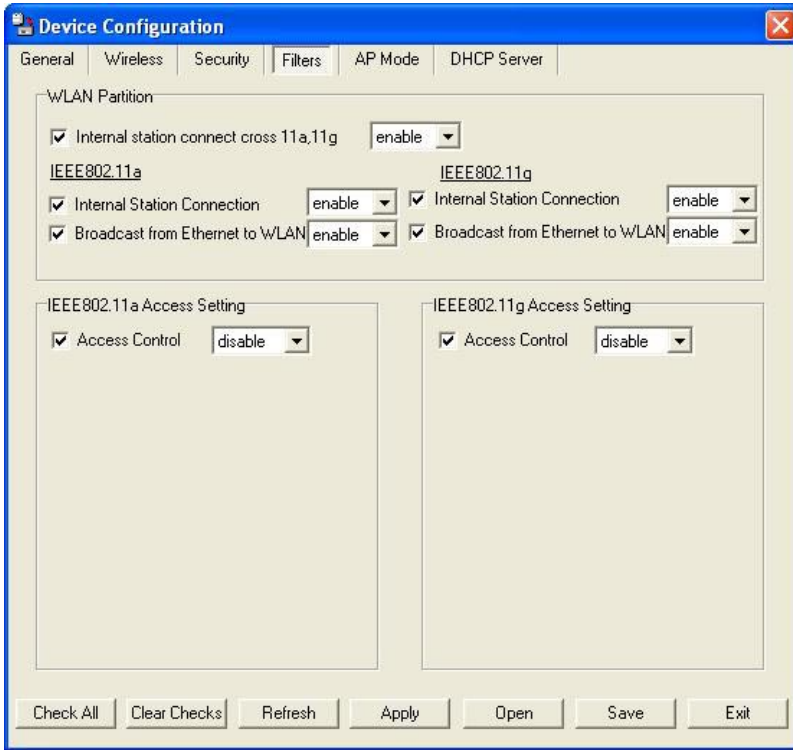 Device Configuration
General Wireless Security Filters AP Mode DHCP Server
WLAN Partition
Internal station connect cross 11a,11g enable
IEEE802.11a IEEE802.11g
Internal Station Connection enable Internal Station Connection enable
Broadcast from Ethernet to WLAN enable Broadcast from Ethernet to WLAN enable
IEEE802.11a Access Setting IEEE802.11g Access Setting
Access Control disable Access Control disable
Check All Clear Checks Refresh Apply Open Save Exit